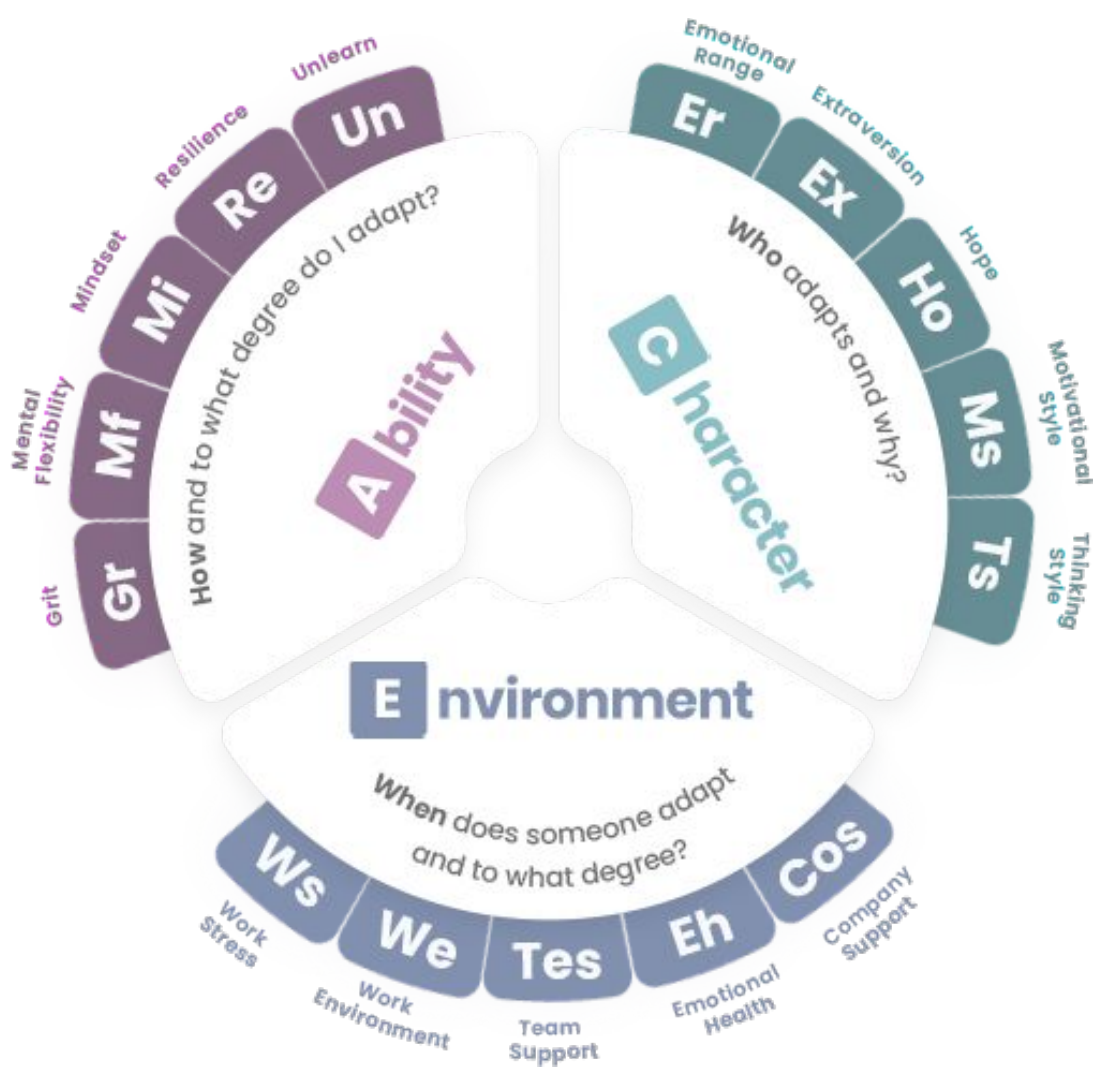 Unlearn
Un
Resilience
Re
Mindset
Mi
Mental
Flexibility
Mf
Grit
Gr
How and to what degree do I adapt?
Ability
Emotional
Range
Er
Extraversion
Ex
Hope
Ho
Motivational
Style
Ms
Thinking
Style
Ts
Who adapts and why?
Character
Environment
When does someone adapt
and to what degree?
Ws
Work
Stress
We
Work
Environment
Tes
Team
Support
Eh
Emotional
Health
Cos
Company
Support